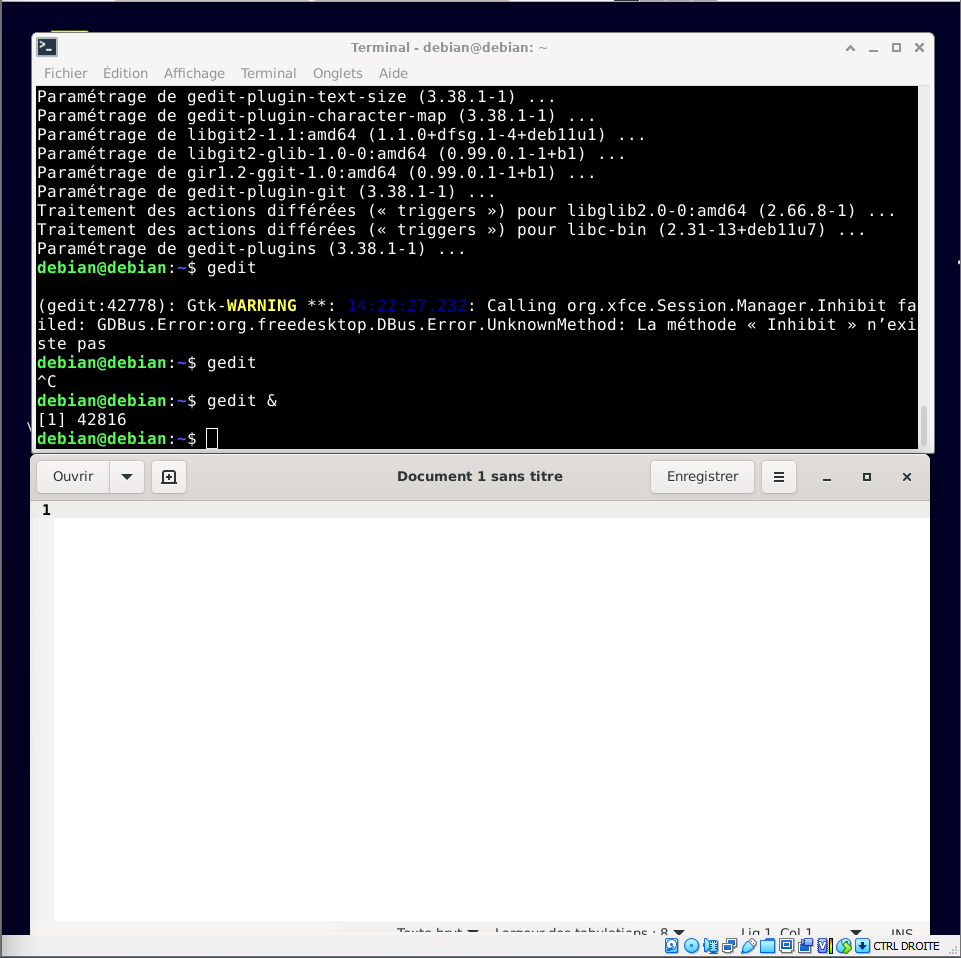 Terminal - debian@debian: ~
Fichier Édition Affichage Terminal Onglets Aide
Paramétrage de gedit-plugin-text-size (3.38.1-1) ...
Paramétrage de gedit-plugin-character-map (3.38.1-1) ...
Paramétrage de libgit2-1.1:amd64 (1.1.0+dfsg.1-4+deb11u1) ...
Paramétrage de libgit2-glib-1.0-0:amd64 (0.99.0.1-1+b1) ...
Paramétrage de gir1.2-ggit-1.0:amd64 (0.99.0.1-1+b1) ...
Paramétrage de gedit-plugin-git (3.38.1-1) ...
Traitement des actions différées (« triggers ») pour libglib2.0-0:amd64 (2.66.8-1) ...
Traitement des actions différées (« triggers ») pour libc-bin (2.31-13+deb11u7) ...
Paramétrage de gedit-plugins (3.38.1-1) ...
debian@debian:~$ gedit
(gedit:42778): Gtk-WARNING **: 14:22:27.232: Calling org.xfce.Session.Manager.Inhibit fa
iled: GDBus.Error:org.freedesktop.DBus.Error.UnknownMethod: La méthode « Inhibit » n’exi
ste pas
debian@debian:~$ gedit
^C
debian@debian:~$ gedit &
[1] 42816
debian@debian:~$
Ouvrir Document 1 sans titre Enregistrer
1
Texte brut Largeur des tabulations : 8 Lig 1, Col 1 INS
CTRL DROITE